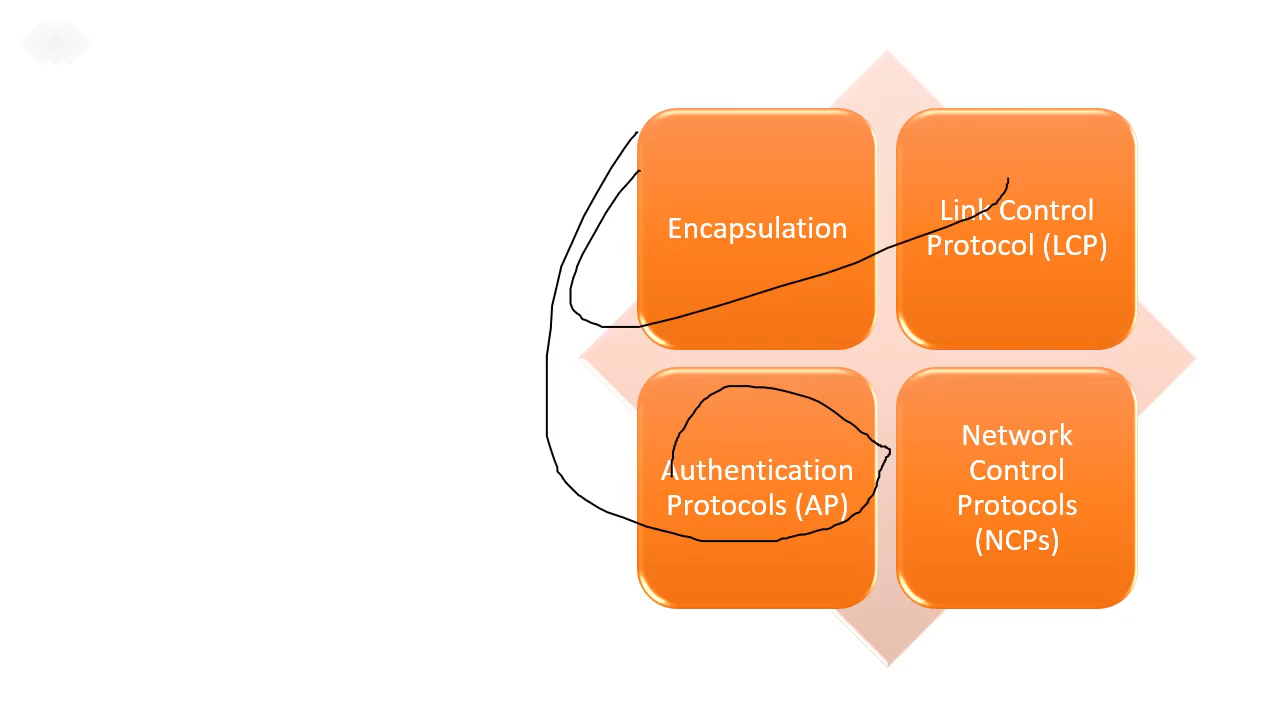 Encapsulation
Link Control
Protocol (LCP)
Authentication
Protocols (AP)
Network
Control
Protocols
(NCPs)